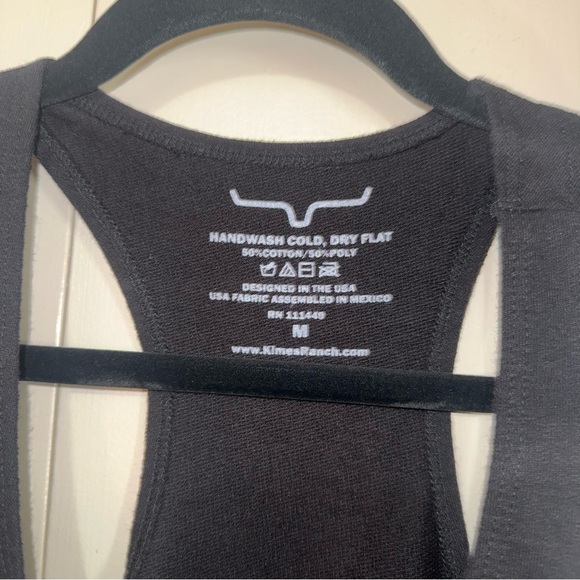 HANDWASH COLD, DRY FLAT
50%COTTON/50%POLY
DESIGNED IN THE USA
USA FABRIC ASSEMBLED IN MEXICO
RN 111449
M
www.KimesRanch.com